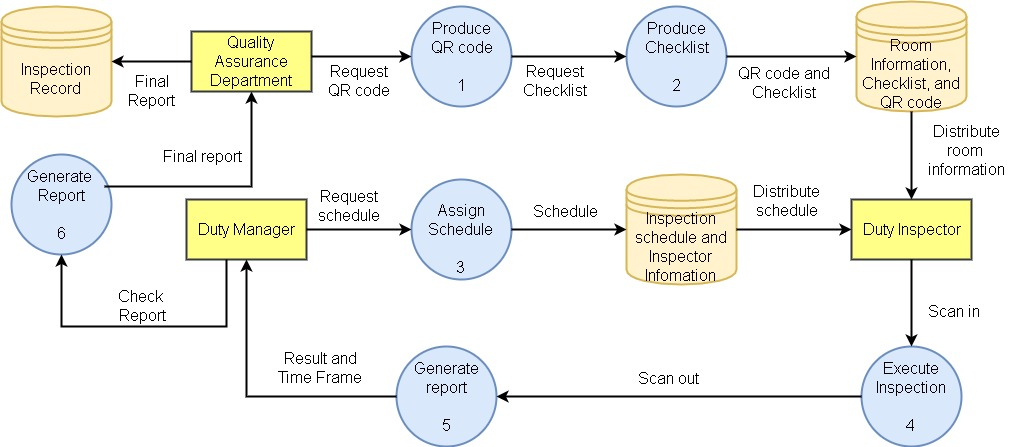 Inspection
Record
Final
Report
Quality
Assurance
Department
Request
QR code
Produce
QR code
1
Request
Checklist
Produce
Checklist
2
QR code and
Checklist
Room
Information,
Checklist, and
QR code
Distribute
room
information
Final report
Generate
Report
6
Duty Manager
Request
schedule
Assign
Schedule
3
Schedule
Inspection
schedule and
Inspector
Infomation
Distribute
schedule
Duty Inspector
Check
Report
Scan in
Result and
Time Frame
Generate
report
5
Scan out
Execute
Inspection
4